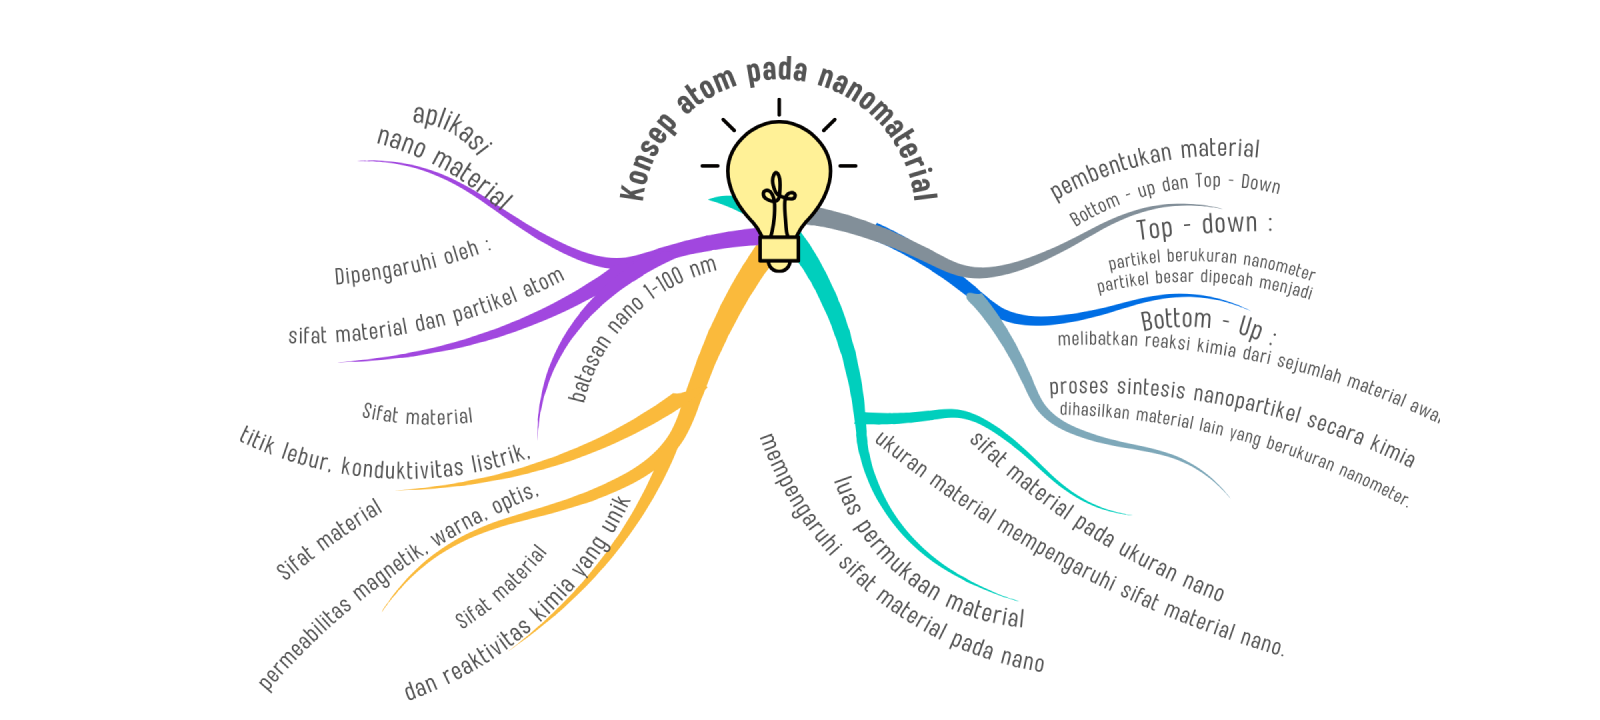 Konsep atom pada nanomaterial
aplikasi
nano material
Dipengaruhi oleh :
sifat material dan partikel atom
batasan nano 1-100 nm
Sifat material
titik lebur, konduktivitas listrik,
Sifat material
permeabilitas magnetik, warna, optis,
Sifat material
dan reaktivitas kimia yang unik
pembentukan material
Bottom - up dan Top - Down
Top - down :
partikel berukuran nanometer
partikel besar dipecah menjadi
Bottom - Up :
melibatkan reaksi kimia dari sejumlah material awa
proses sintesis nanopartikel secara kimia
dihasilkan material lain yang berukuran nanometer.
sifat material pada ukuran nano
ukuran material mempengaruhi sifat material nano.
luas permukaan material
mempengaruhi sifat material pada nano